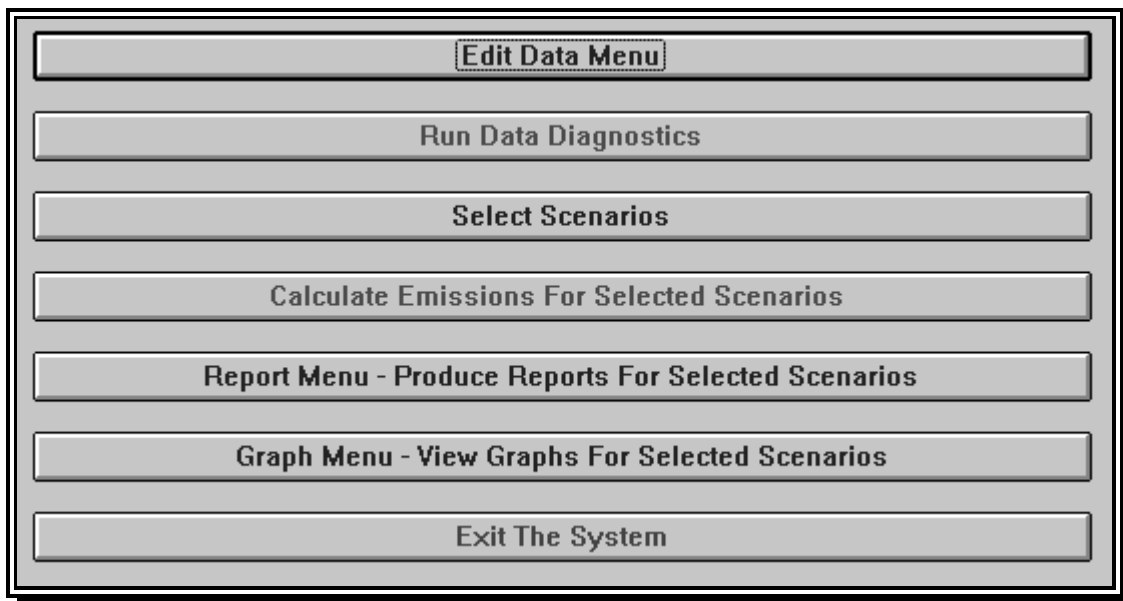 Edit Data Menu
Run Data Diagnostics
Select Scenarios
Calculate Emissions For Selected Scenarios
Report Menu - Produce Reports For Selected Scenarios
Graph Menu - View Graphs For Selected Scenarios
Exit The System